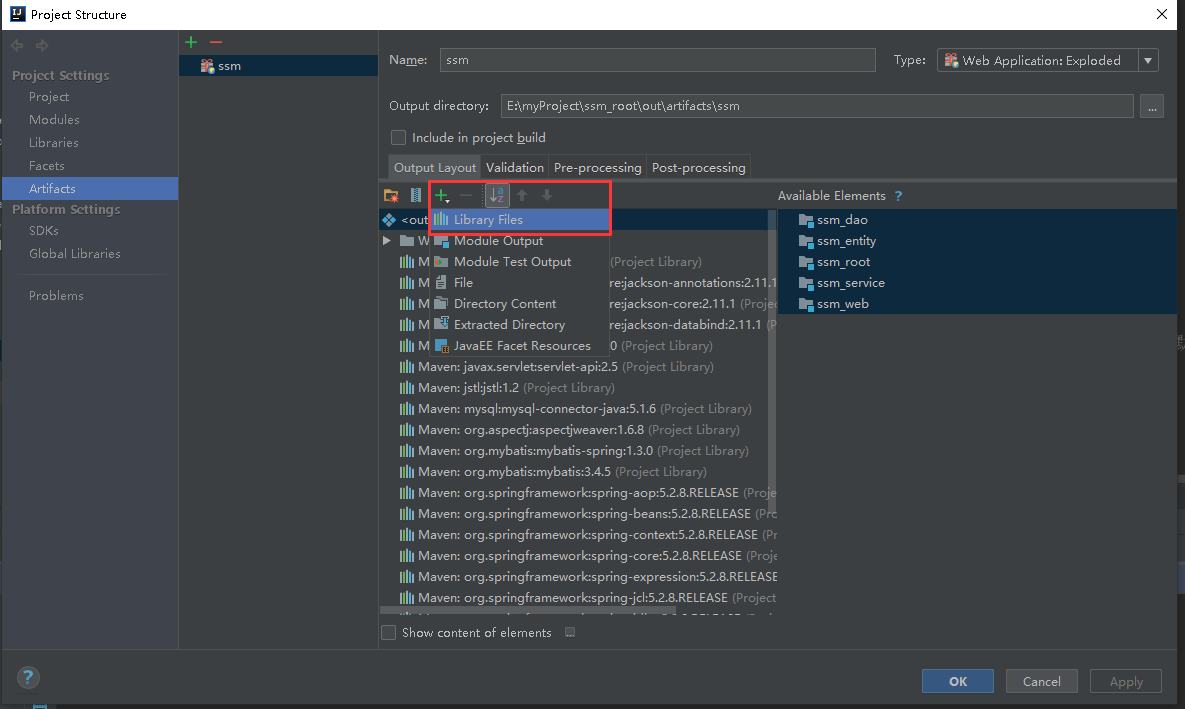 Project Structure
Project Settings
Project
Modules
Libraries
Facets
Artifacts
Platform Settings
SDKs
Global Libraries
Problems
ssm
Name: ssm
Type: Web Application: Exploded
Output directory: E:\myProject\ssm_root\out\artifacts\ssm
...
Include in project build
Output Layout Validation Pre-processing Post-processing
Available Elements ?
<out
Library Files
Module Output
Module Test Output
File
Directory Content
Extracted Directory
JavaEE Facet Resources
W
M (Project Library)
M re:jackson-annotations:2.11.1
M re:jackson-core:2.11.1 (Projec
M re:jackson-databind:2.11.1 (P
M 0 (Project Library)
Maven: javax.servlet:servlet-api:2.5 (Project Library)
Maven: jstl:jstl:1.2 (Project Library)
Maven: mysql:mysql-connector-java:5.1.6 (Project Library)
Maven: org.aspectj:aspectjweaver:1.6.8 (Project Library)
Maven: org.mybatis:mybatis-spring:1.3.0 (Project Library)
Maven: org.mybatis:mybatis:3.4.5 (Project Library)
Maven: org.springframework:spring-aop:5.2.8.RELEASE (Proje
Maven: org.springframework:spring-beans:5.2.8.RELEASE (Prc
Maven: org.springframework:spring-context:5.2.8.RELEASE (Pr
Maven: org.springframework:spring-core:5.2.8.RELEASE (Proje
Maven: org.springframework:spring-expression:5.2.8.RELEASE
Maven: org.springframework:spring-jcl:5.2.8.RELEASE (Project
ssm_dao
ssm_entity
ssm_root
ssm_service
ssm_web
Show content of elements ...
?
OK
Cancel
Apply